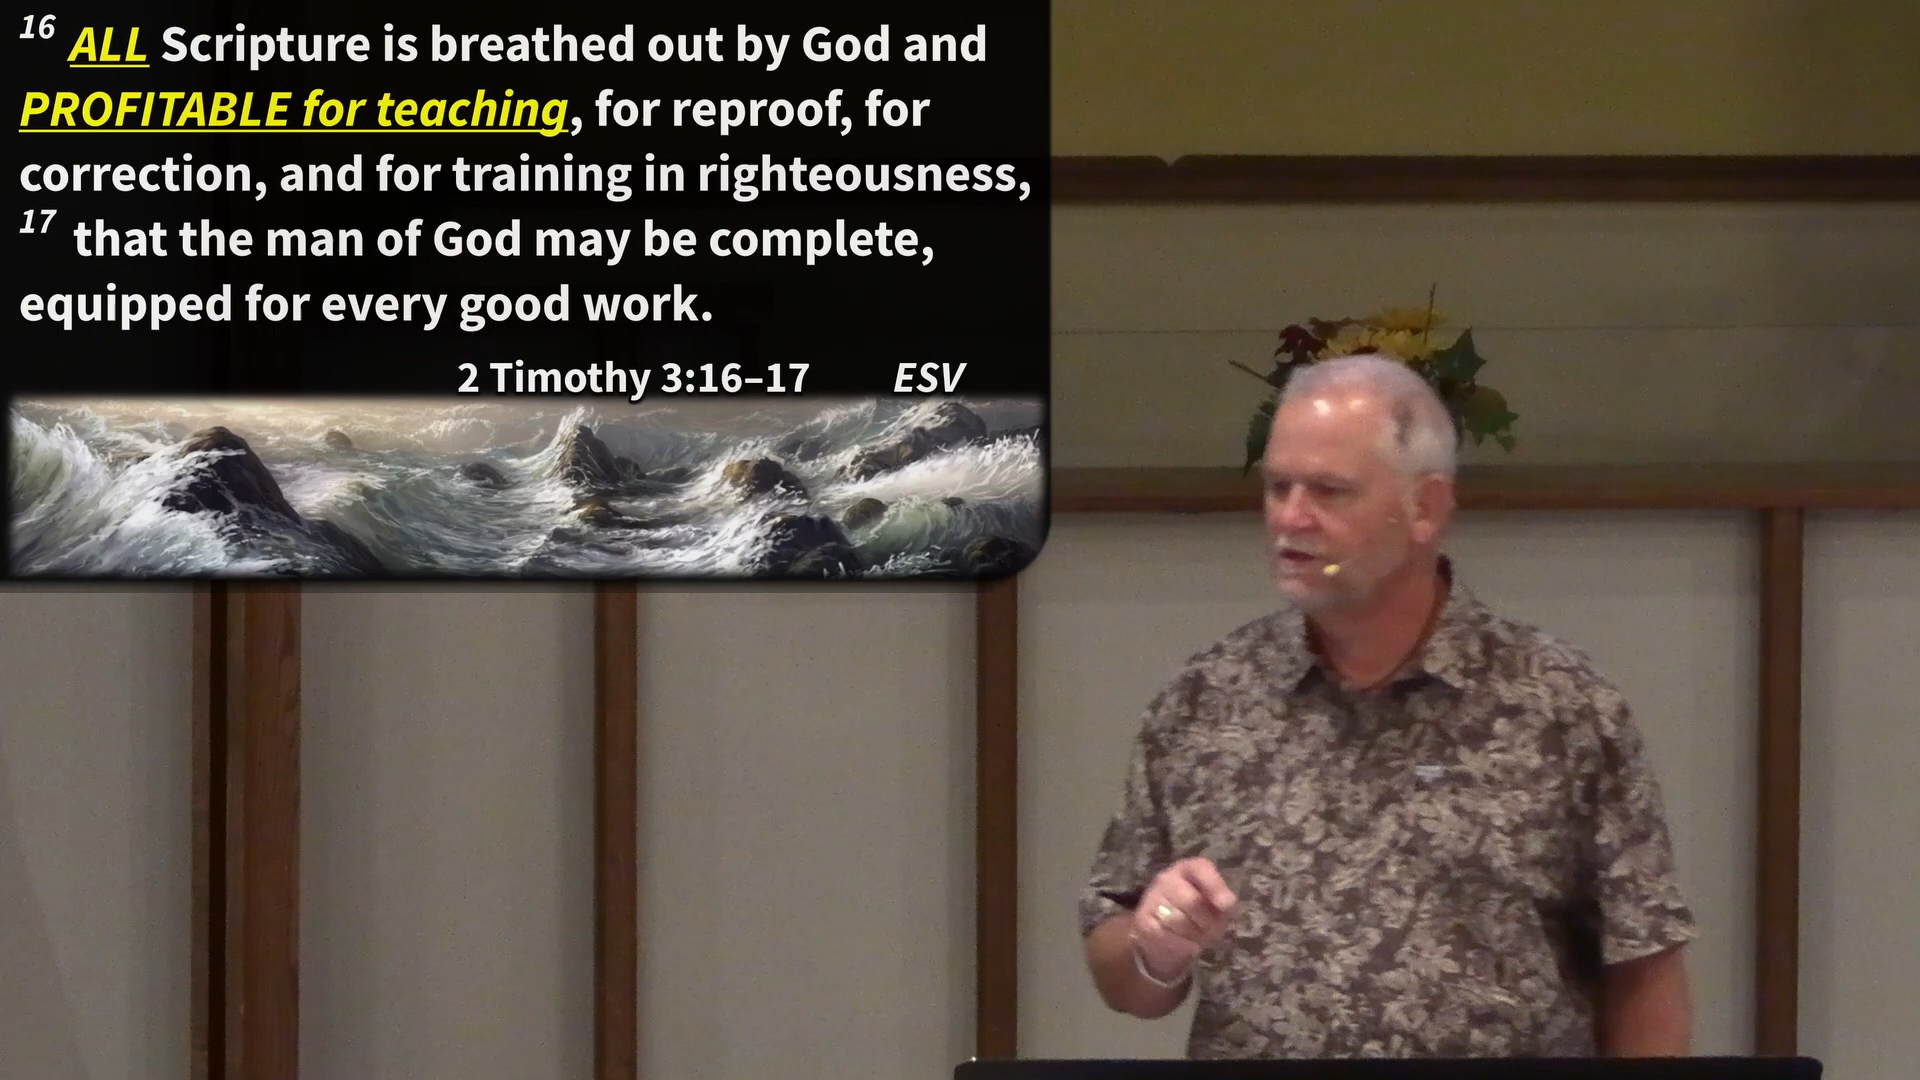 16 ALL Scripture is breathed out by God and
PROFITABLE for teaching, for reproof, for
correction, and for training in righteousness,
17 that the man of God may be complete,
equipped for every good work.
2 Timothy 3:16–17 ESV